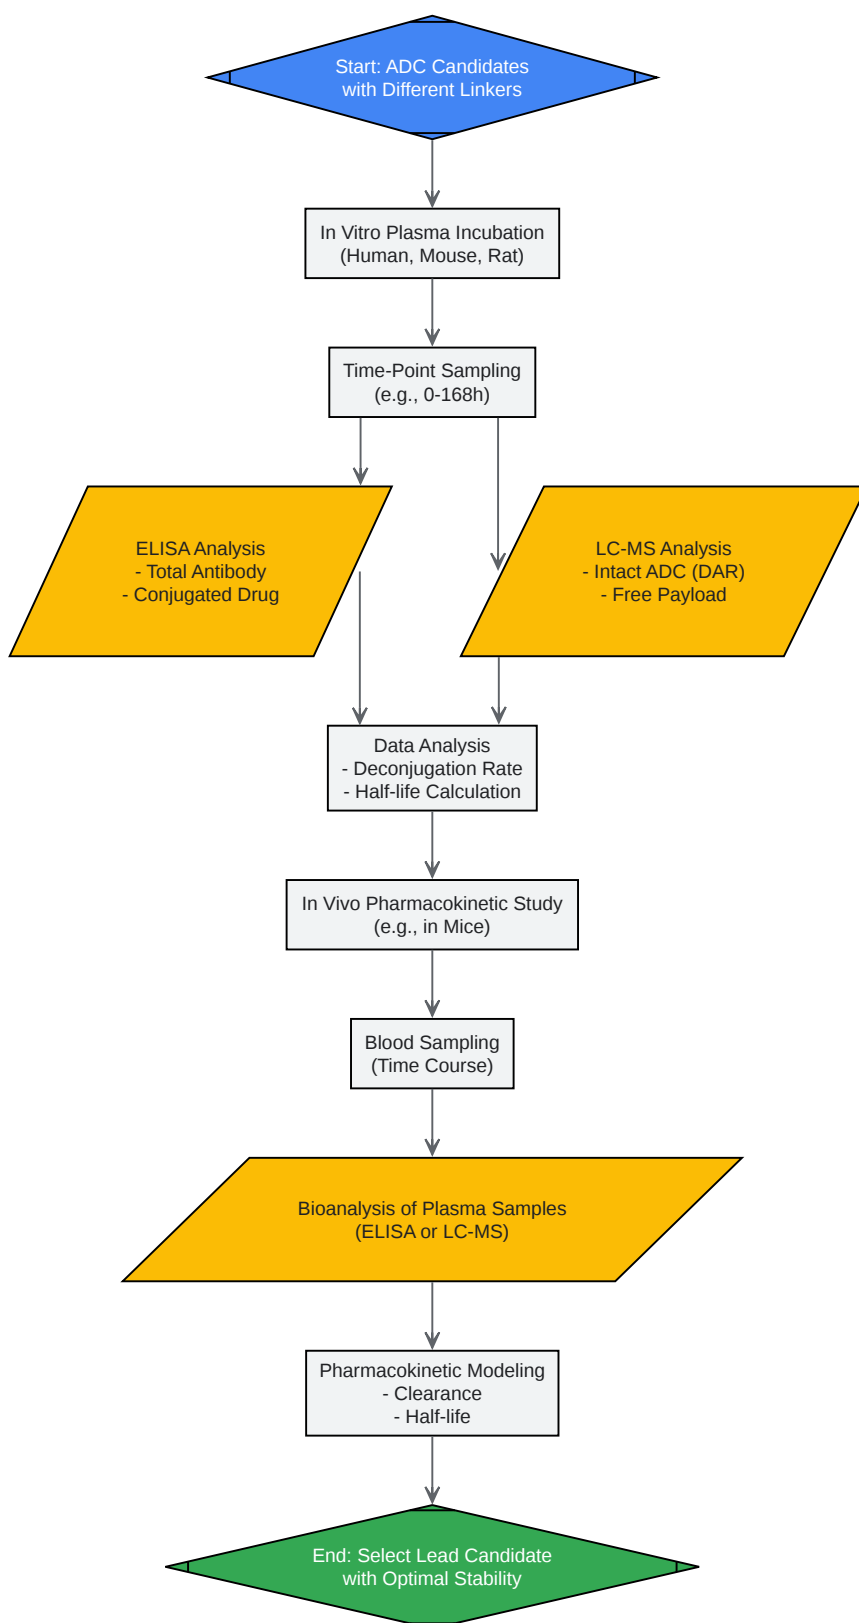 Start: ADC Candidates
with Different Linkers
In Vitro Plasma Incubation
(Human, Mouse, Rat)
Time-Point Sampling
(e.g., 0-168h)
ELISA Analysis
- Total Antibody
- Conjugated Drug
LC-MS Analysis
- Intact ADC (DAR)
- Free Payload
Data Analysis
- Deconjugation Rate
- Half-life Calculation
In Vivo Pharmacokinetic Study
(e.g., in Mice)
Blood Sampling
(Time Course)
Bioanalysis of Plasma Samples
(ELISA or LC-MS)
Pharmacokinetic Modeling
- Clearance
- Half-life
End: Select Lead Candidate
with Optimal Stability